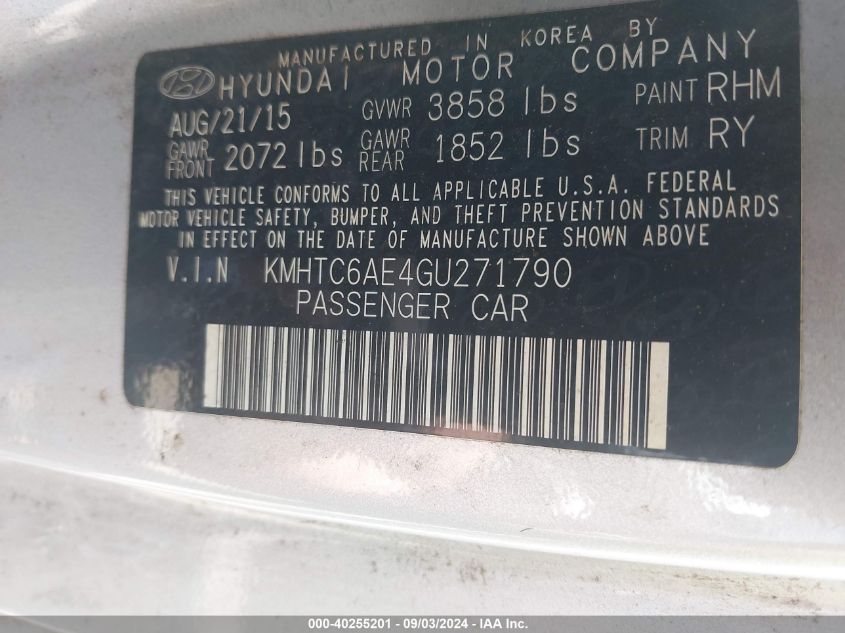 MANUFACTURED IN KOREA BY
HYUNDAI MOTOR COMPANY
AUG/21/15 GVWR 3858 lbs PAINT RHM
GAWR FRONT 2072 lbs GAWR REAR 1852 lbs TRIM RY
THIS VEHICLE CONFORMS TO ALL APPLICABLE U.S.A. FEDERAL
MOTOR VEHICLE SAFETY, BUMPER, AND THEFT PREVENTION STANDARDS
IN EFFECT ON THE DATE OF MANUFACTURE SHOWN ABOVE
V.I.N KMHTC6AE4GU271790
PASSENGER CAR
000-40255201 - 09/03/2024 - IAA Inc.